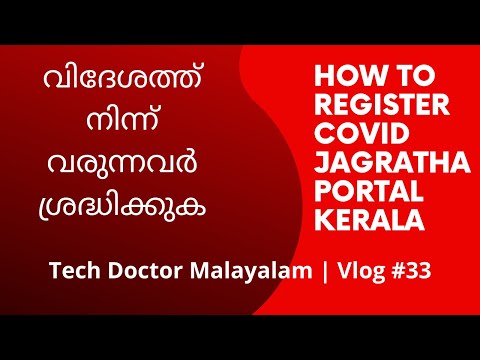 വിദേശത്ത്
നിന്ന്
വരുന്നവർ
ശ്രദ്ധിക്കുക
HOW TO
REGISTER
COVID
JAGRATHA
PORTAL
KERALA
Tech Doctor Malayalam | Vlog #33